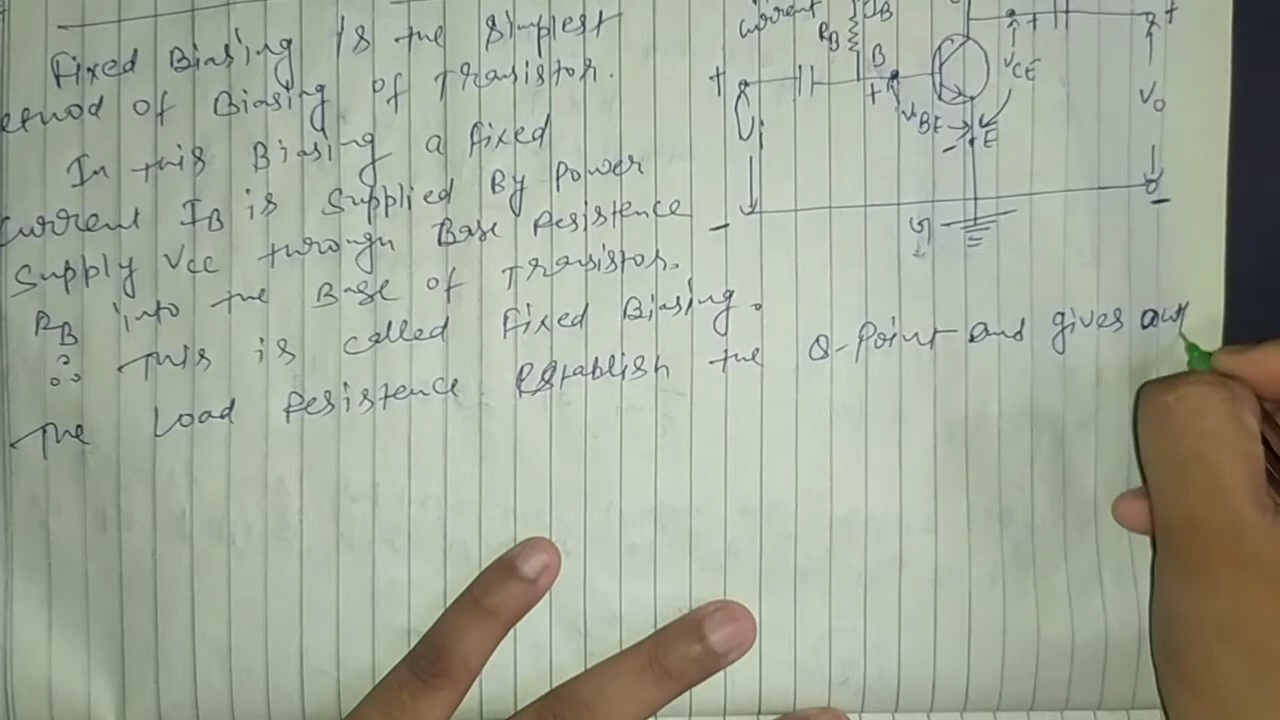 Fixed Biasing is the simplest
ethod of Biasing of Transistor.
In this Biasing a fixed
current IB is supplied By Power
Supply Vcc through Base Resistence
RB into the Base of Transistor.
∴ This is called Fixed Biasing.
The Load Resistence Establish the Q-Point and gives out
current
RB
IB
B
+
+
VBE
-
E
VCE
+
+
Vo
-
Vi
-
G